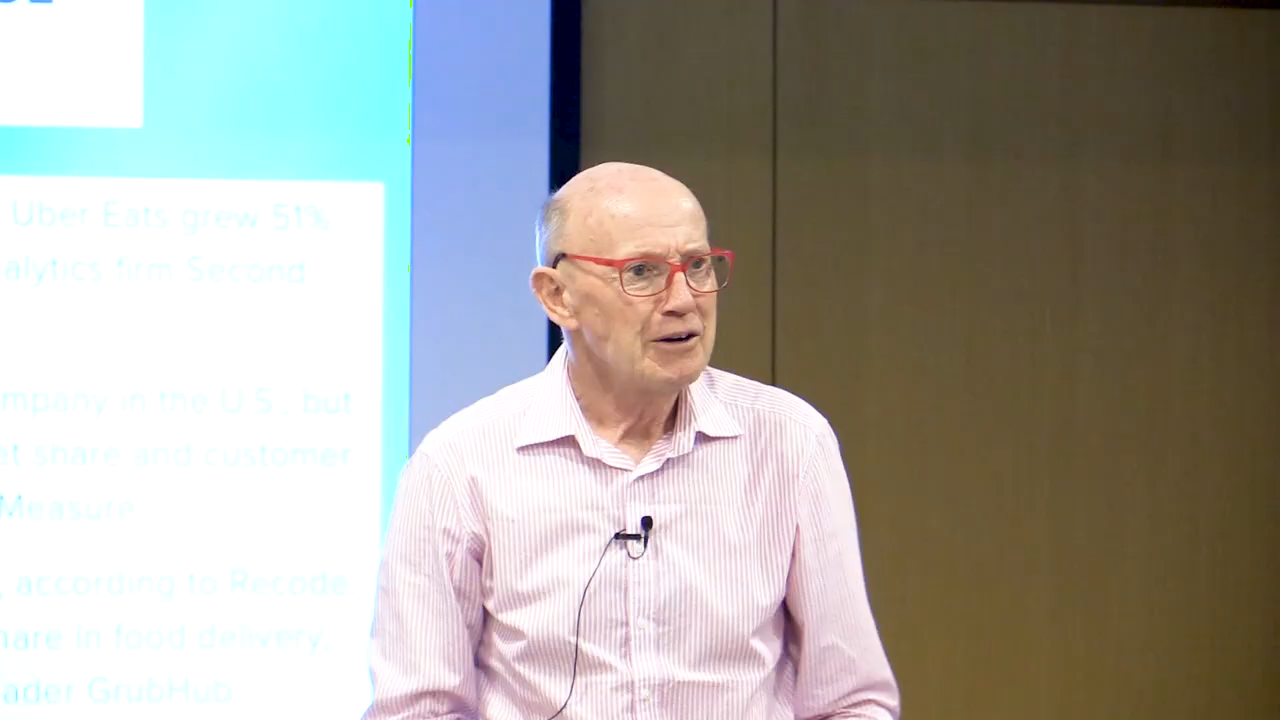 Uber Eats grew 51%
alytics firm Second
mpany in the U.S., but
et share and customer
Measure
, according to Recode
hare in food delivery,
ader GrubHub